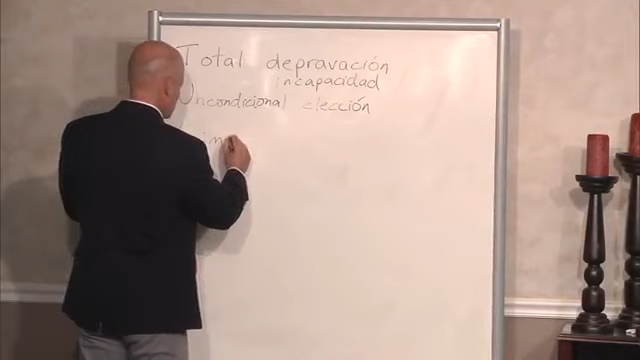 Total depravación
incapacidad
Uncondicional elección